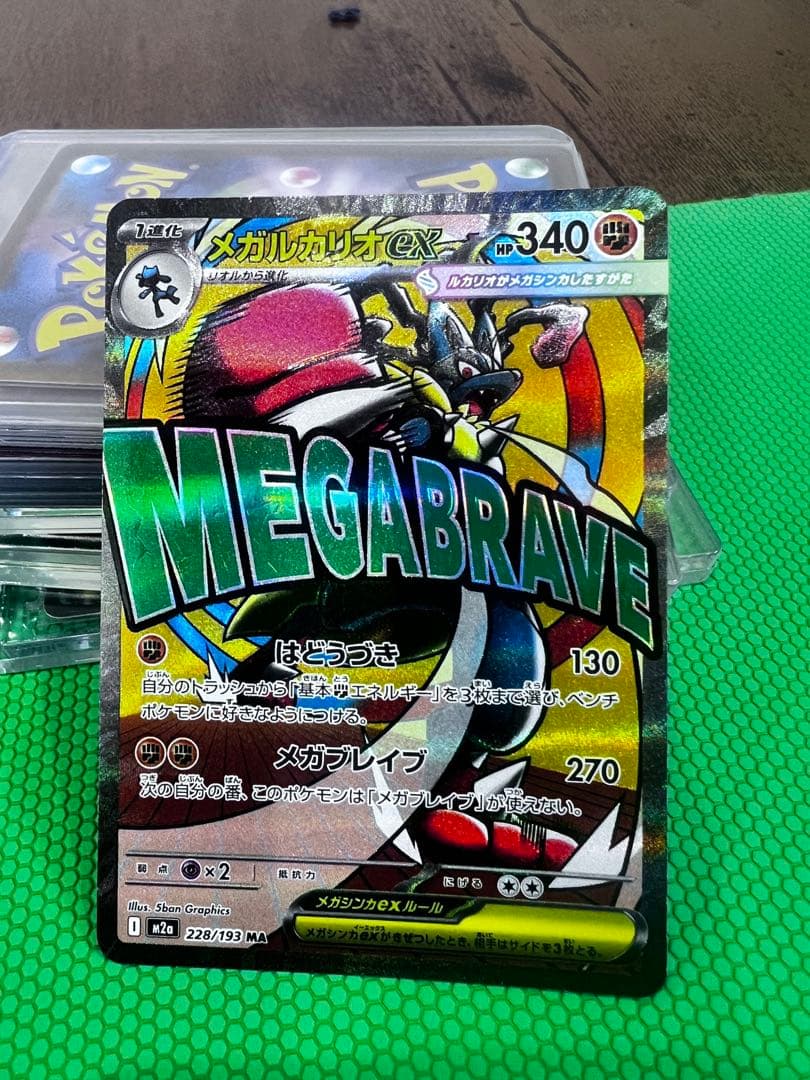 Pokémon
1進化
メガルカリオex
HP 340
リオルから進化
ルカリオがメガシンカしたすがた
MEGABRAVE
はどうづき 130
自分のトラッシュから「基本闘エネルギー」を3枚まで選び、ベンチ
ポケモンに好きなようにつける。
メガブレイブ 270
次の自分の番、このポケモンは「メガブレイブ」が使えない。
弱点 ×2 抵抗力 にげる
Illus. 5ban Graphics
メガシンカexルール
メガシンカexがきぜつしたとき、相手はサイドを3枚とる。
I m2a 228/193 MA